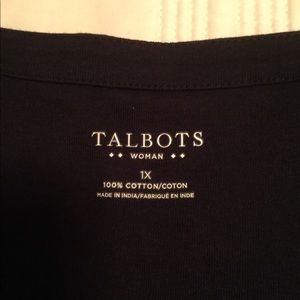 TALBOTS
WOMAN
1X
100% COTTON/COTON
MADE IN INDIA/FABRIQUÉ EN INDE